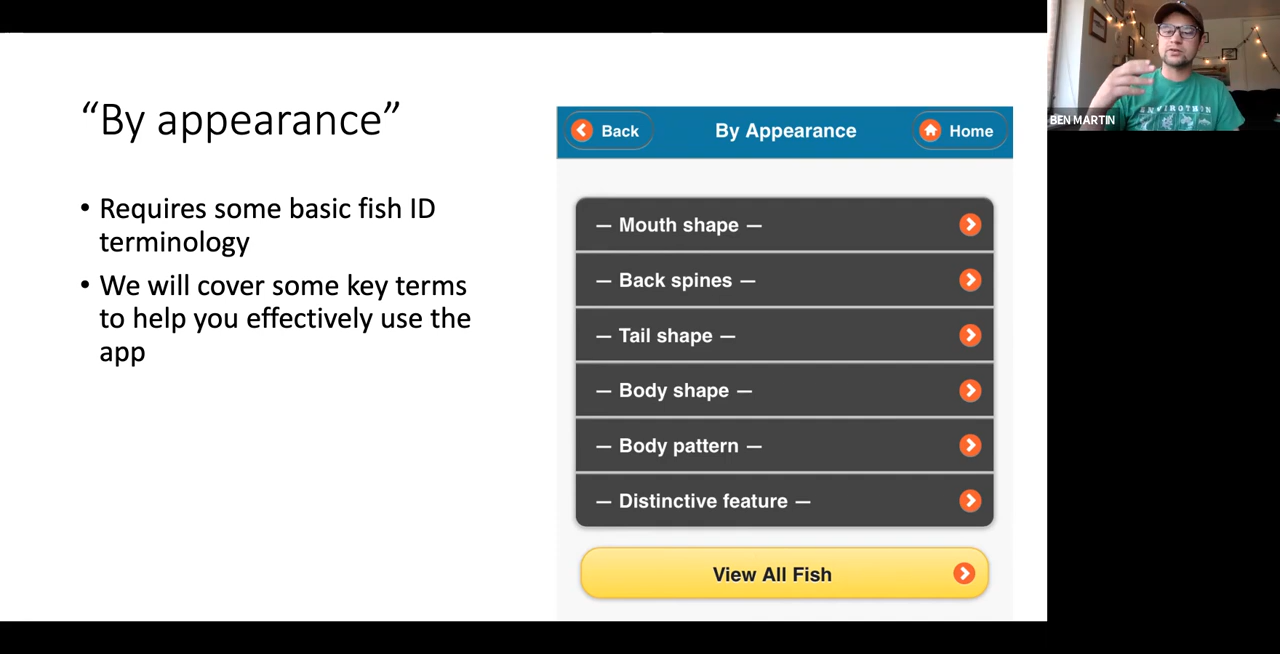 “By appearance”
• Requires some basic fish ID
terminology
• We will cover some key terms
to help you effectively use the
app
Back
By Appearance
Home
— Mouth shape —
— Back spines —
— Tail shape —
— Body shape —
— Body pattern —
— Distinctive feature —
View All Fish
ENVIROTHON
BEN MARTIN